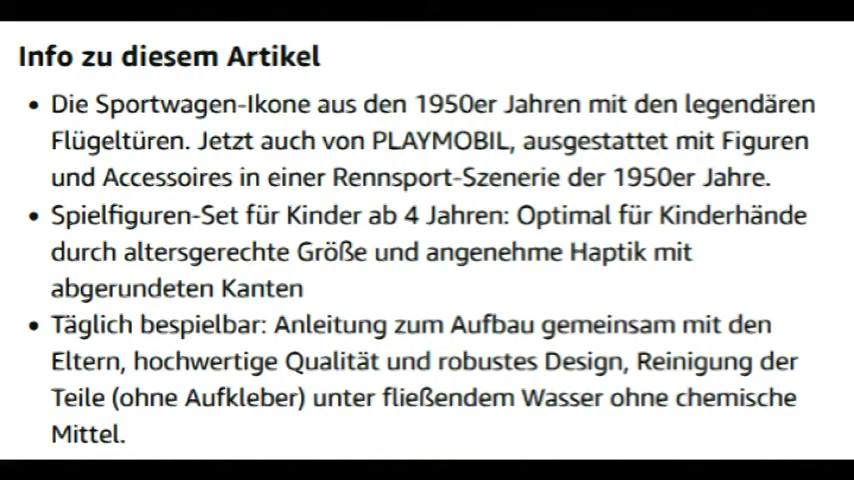 Info zu diesem Artikel
• Die Sportwagen-Ikone aus den 1950er Jahren mit den legendären
Flügeltüren. Jetzt auch von PLAYMOBIL, ausgestattet mit Figuren
und Accessoires in einer Rennsport-Szenerie der 1950er Jahre.
• Spielfiguren-Set für Kinder ab 4 Jahren: Optimal für Kinderhände
durch altersgerechte Größe und angenehme Haptik mit
abgerundeten Kanten
• Täglich bespielbar: Anleitung zum Aufbau gemeinsam mit den
Eltern, hochwertige Qualität und robustes Design, Reinigung der
Teile (ohne Aufkleber) unter fließendem Wasser ohne chemische
Mittel.